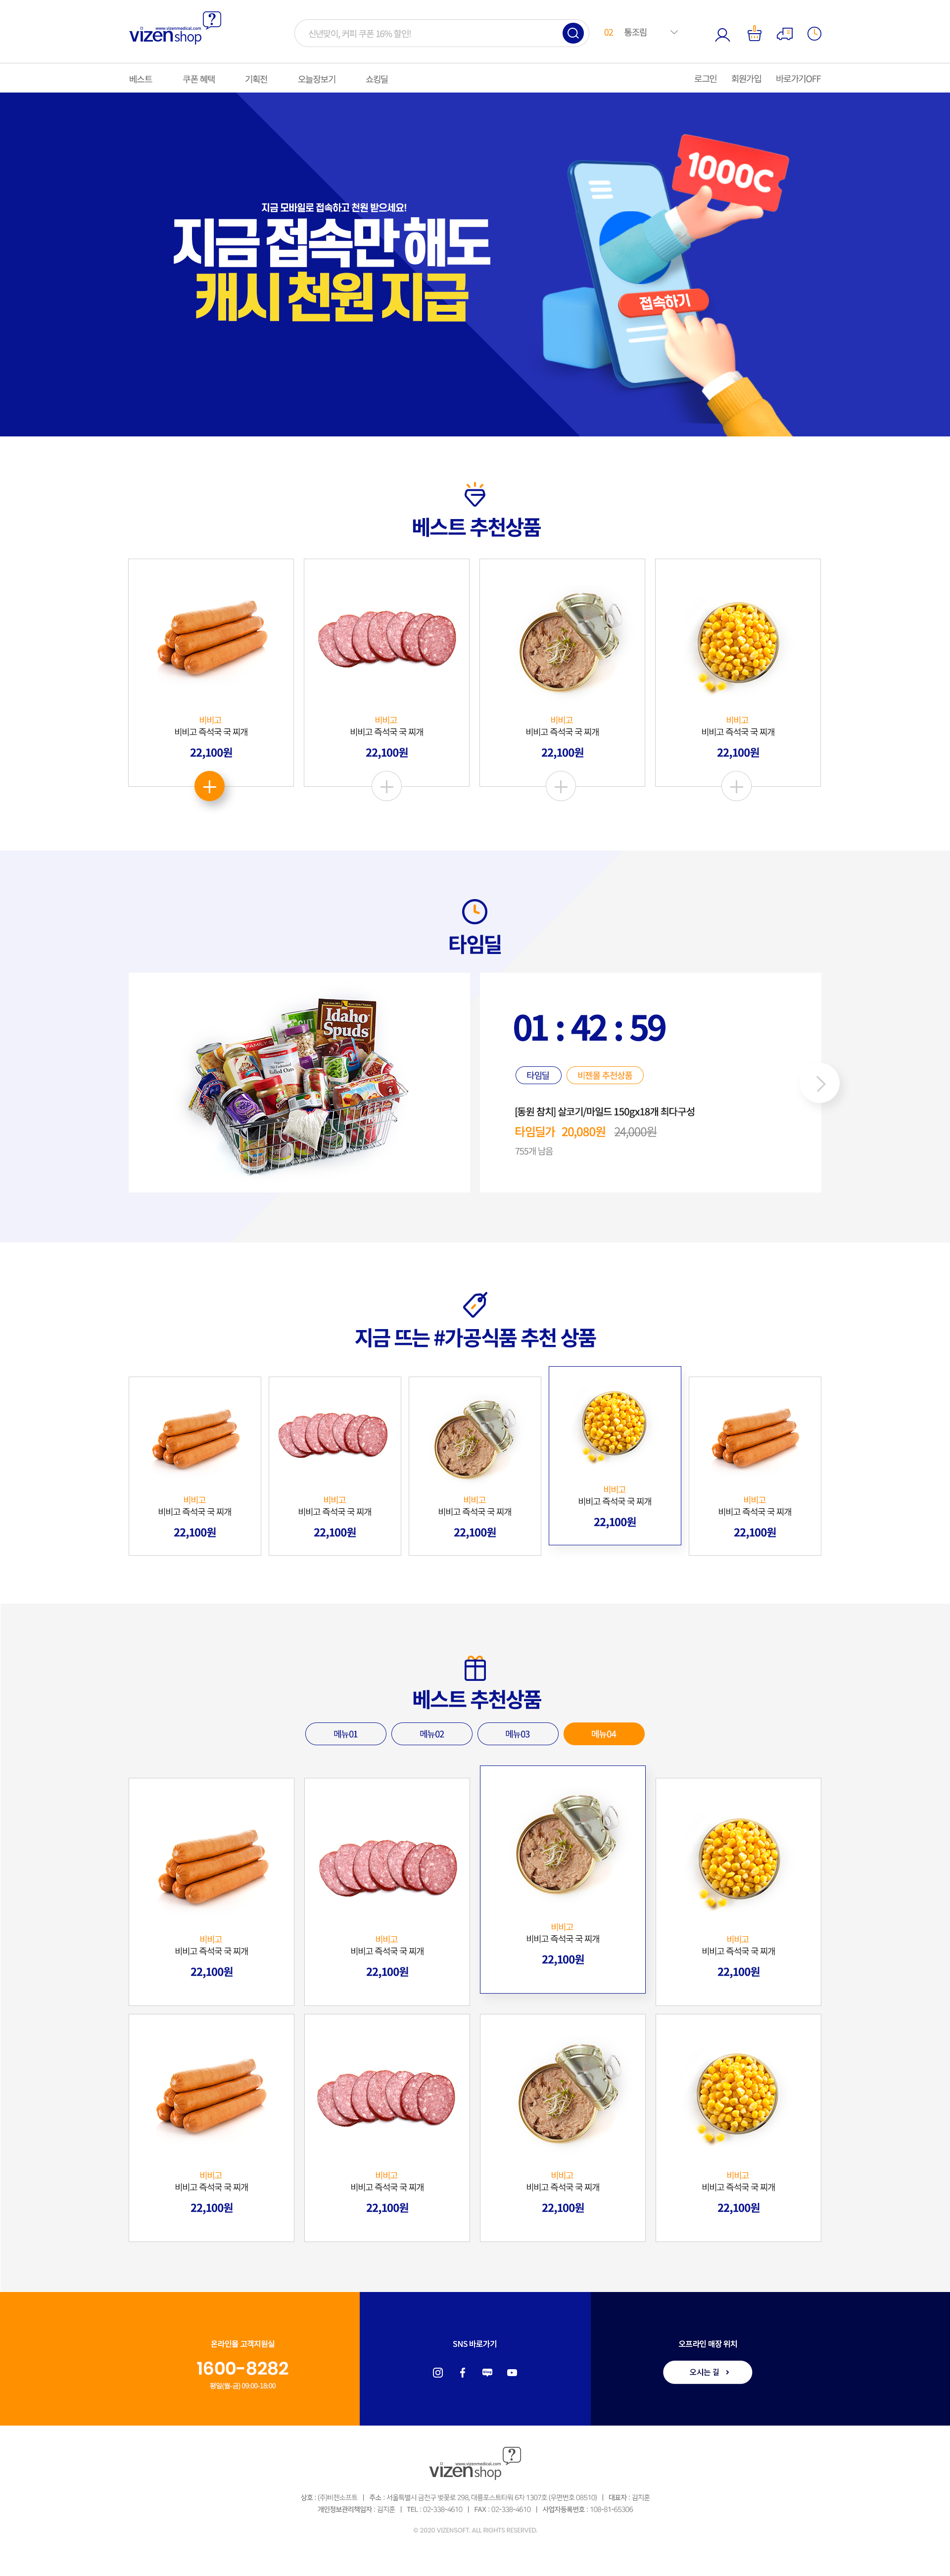 www.vizenmedical.com
vizenshop
신년맞이, 커피 쿠폰 16% 할인!
02 통조림
베스트 쿠폰 혜택 기획전 오늘장보기 쇼킹딜
로그인 회원가입 바로가기OFF
지금 모바일로 접속하고 천원 받으세요!
지금 접속만 해도
캐시 천원 지급
1000C
접속하기
베스트 추천상품
비비고 비비고 비비고 비비고
비비고 즉석국 국 찌개 비비고 즉석국 국 찌개 비비고 즉석국 국 찌개 비비고 즉석국 국 찌개
22,100원 22,100원 22,100원 22,100원
타임딜
Idaho
Spuds
01 : 42 : 59
타임딜 비젠몰 추천상품
[동원 참치] 살코기/마일드 150gx18개 최다구성
타임딜가 20,080원 24,000원
755개 남음
지금 뜨는 #가공식품 추천 상품
비비고 비비고 비비고 비비고 비비고
비비고 즉석국 국 찌개 비비고 즉석국 국 찌개 비비고 즉석국 국 찌개 비비고 즉석국 국 찌개 비비고 즉석국 국 찌개
22,100원 22,100원 22,100원 22,100원 22,100원
베스트 추천상품
메뉴01 메뉴02 메뉴03 메뉴04
비비고 비비고 비비고 비비고
비비고 즉석국 국 찌개 비비고 즉석국 국 찌개 비비고 즉석국 국 찌개 비비고 즉석국 국 찌개
22,100원 22,100원 22,100원 22,100원
비비고 비비고 비비고 비비고
비비고 즉석국 국 찌개 비비고 즉석국 국 찌개 비비고 즉석국 국 찌개 비비고 즉석국 국 찌개
22,100원 22,100원 22,100원 22,100원
온라인몰 고객지원실
1600-8282
평일(월-금) 09:00-18:00
SNS 바로가기
오프라인 매장 위치
오시는 길
www.vizenmedical.com
vizenshop
상호 : (주)비젠소프트 | 주소 : 서울특별시 금천구 벚꽃로 298, 대륭포스트타워 6차 1307호 (우편번호 08510) | 대표자 : 김지훈
개인정보관리책임자 : 김지훈 | TEL : 02-338-4610 | FAX : 02-338-4610 | 사업자등록번호 : 108-81-65306
© 2020 VIZENSOFT. ALL RIGHTS RESERVED.